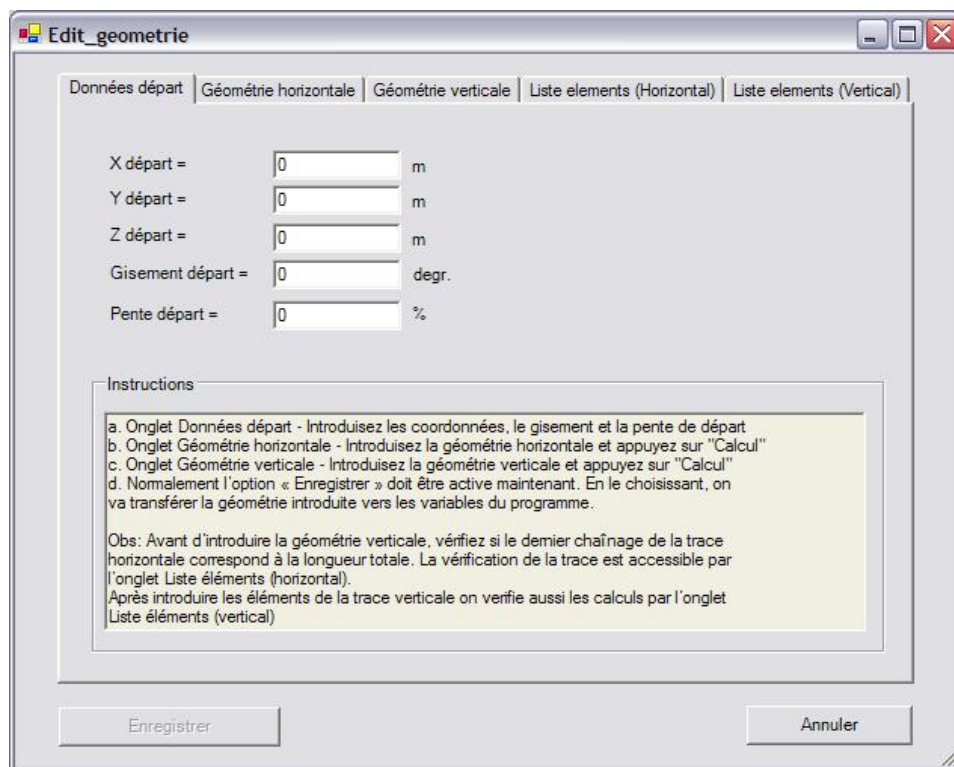 Edit_geometrie
Données départ Géométrie horizontale Géométrie verticale Liste elements (Horizontal) Liste elements (Vertical)
X départ = 0 m
Y départ = 0 m
Z départ = 0 m
Gisement départ = 0 degr.
Pente départ = 0 %
Instructions
a. Onglet Données départ - Introduisez les coordonnées, le gisement et la pente de départ
b. Onglet Géométrie horizontale - Introduisez la géométrie horizontale et appuyez sur "Calcul"
c. Onglet Géométrie verticale - Introduisez la géométrie verticale et appuyez sur "Calcul"
d. Normalement l'option « Enregistrer » doit être active maintenant. En le choisissant, on
va transférer la géométrie introduite vers les variables du programme.
Obs: Avant d'introduire la géométrie verticale, vérifiez si le dernier chaînage de la trace
horizontale correspond à la longueur totale. La vérification de la trace est accessible par
l'onglet Liste éléments (horizontal).
Après introduire les éléments de la trace verticale on verifie aussi les calculs par l'onglet
Liste éléments (vertical)
Enregistrer Annuler